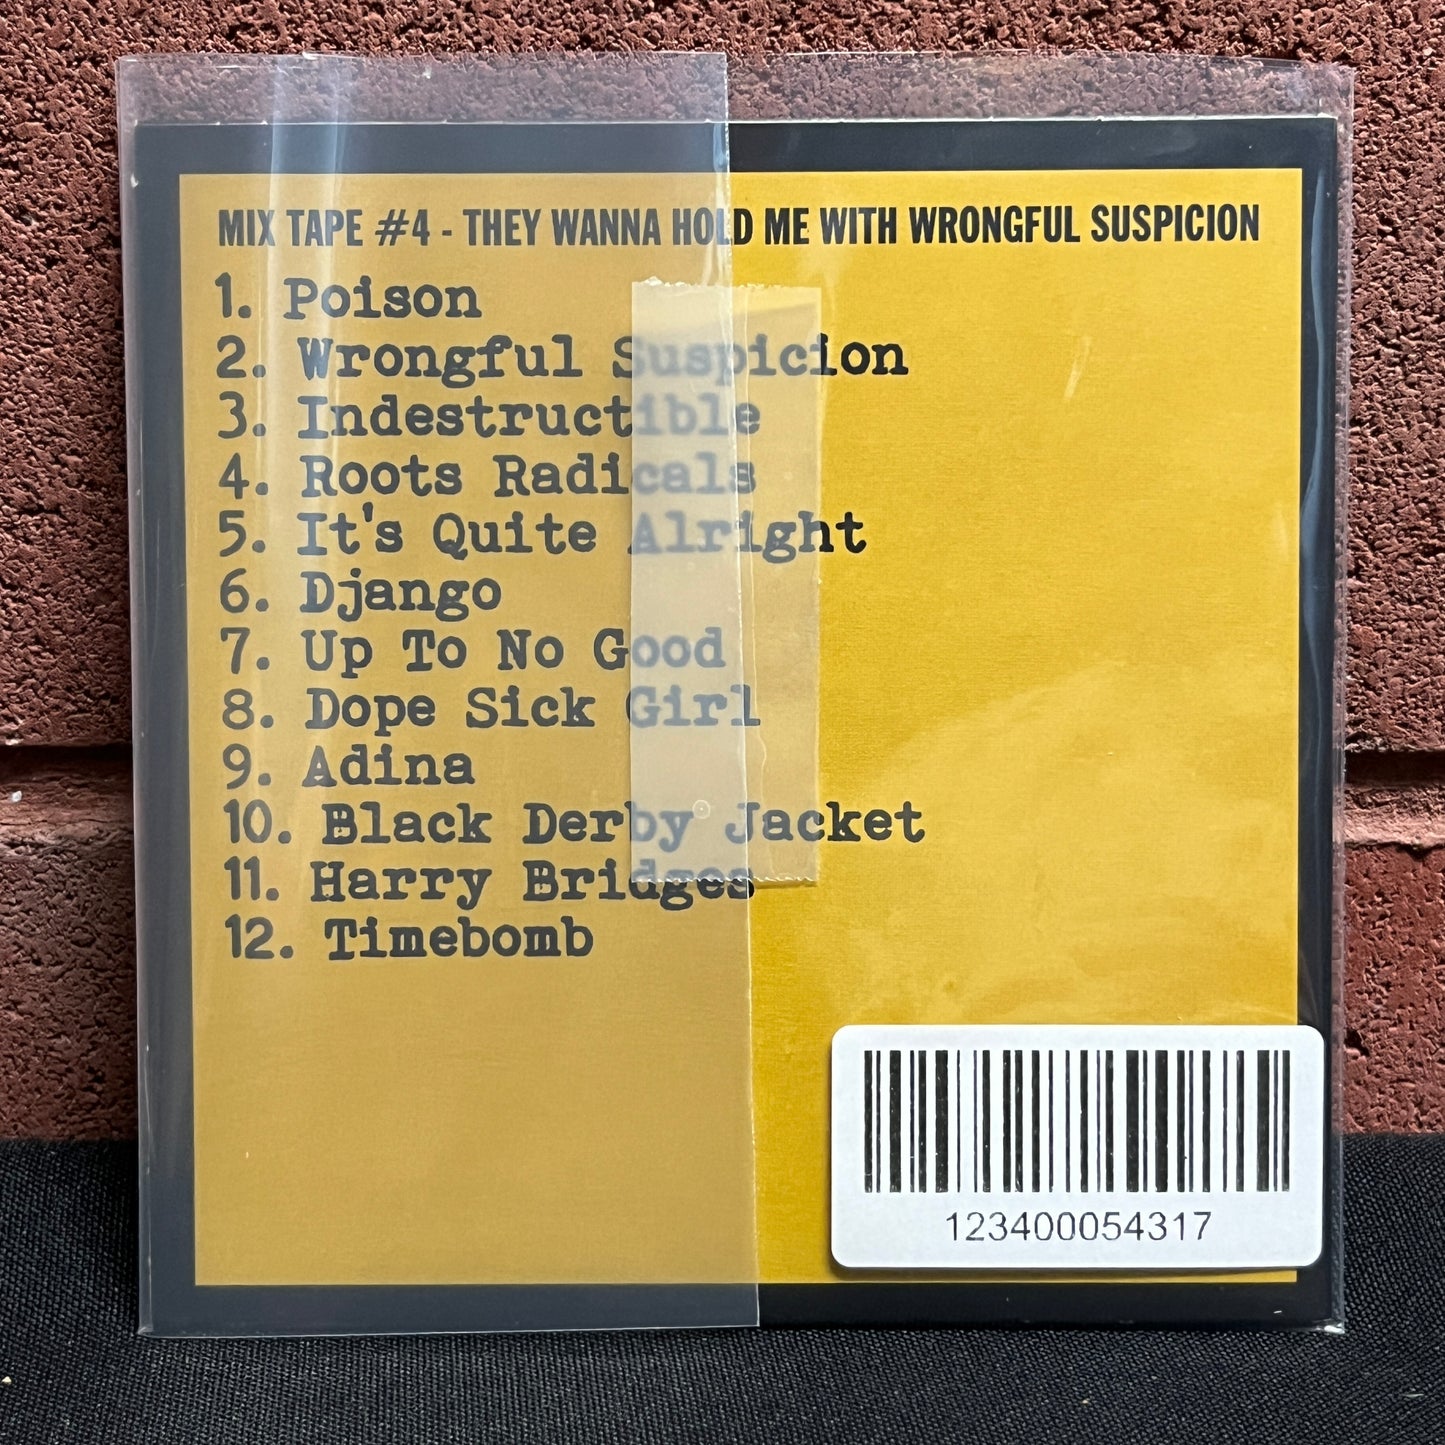 MIX TAPE #4 - THEY WANNA HOLD ME WITH WRONGFUL SUSPICION
1. Poison
2. Wrongful Suspicion
3. Indestructible
4. Roots Radicals
5. It's Quite Alright
6. Django
7. Up To No Good
8. Dope Sick Girl
9. Adina
10. Black Derby Jacket
11. Harry Bridges
12. Timebomb
123400054317